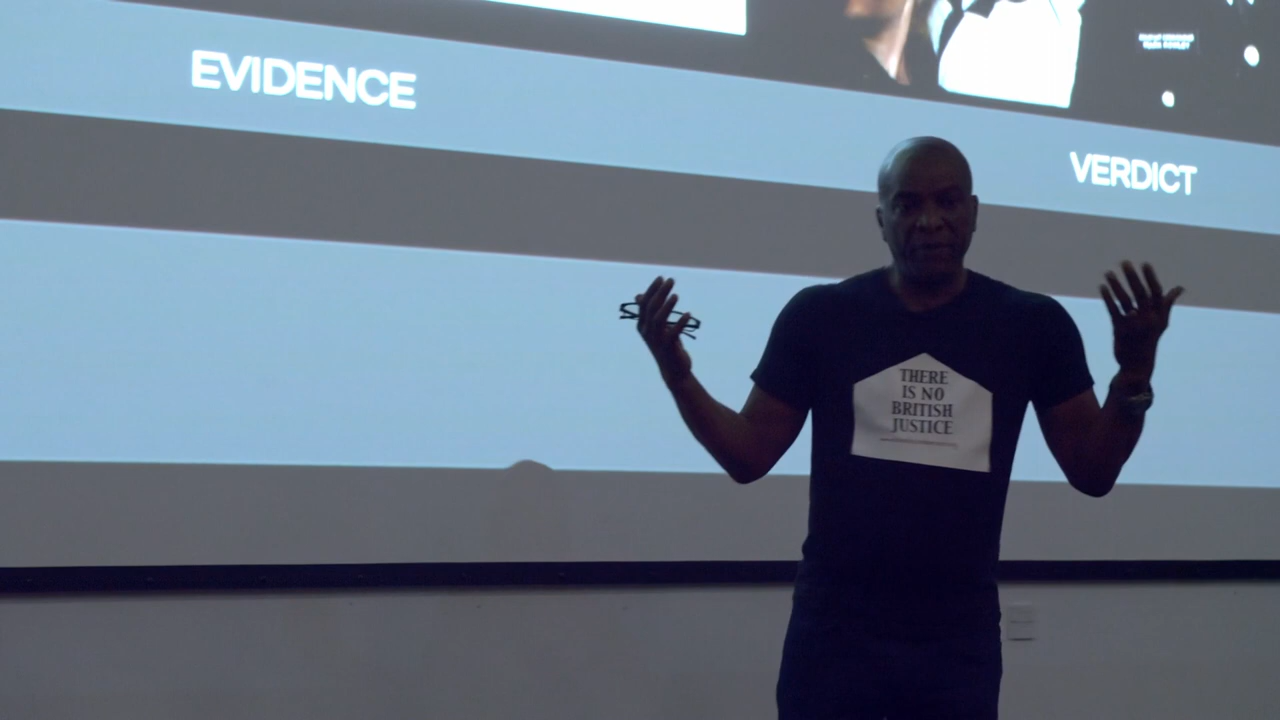 EVIDENCE
VERDICT
THERE
IS NO
BRITISH
JUSTICE